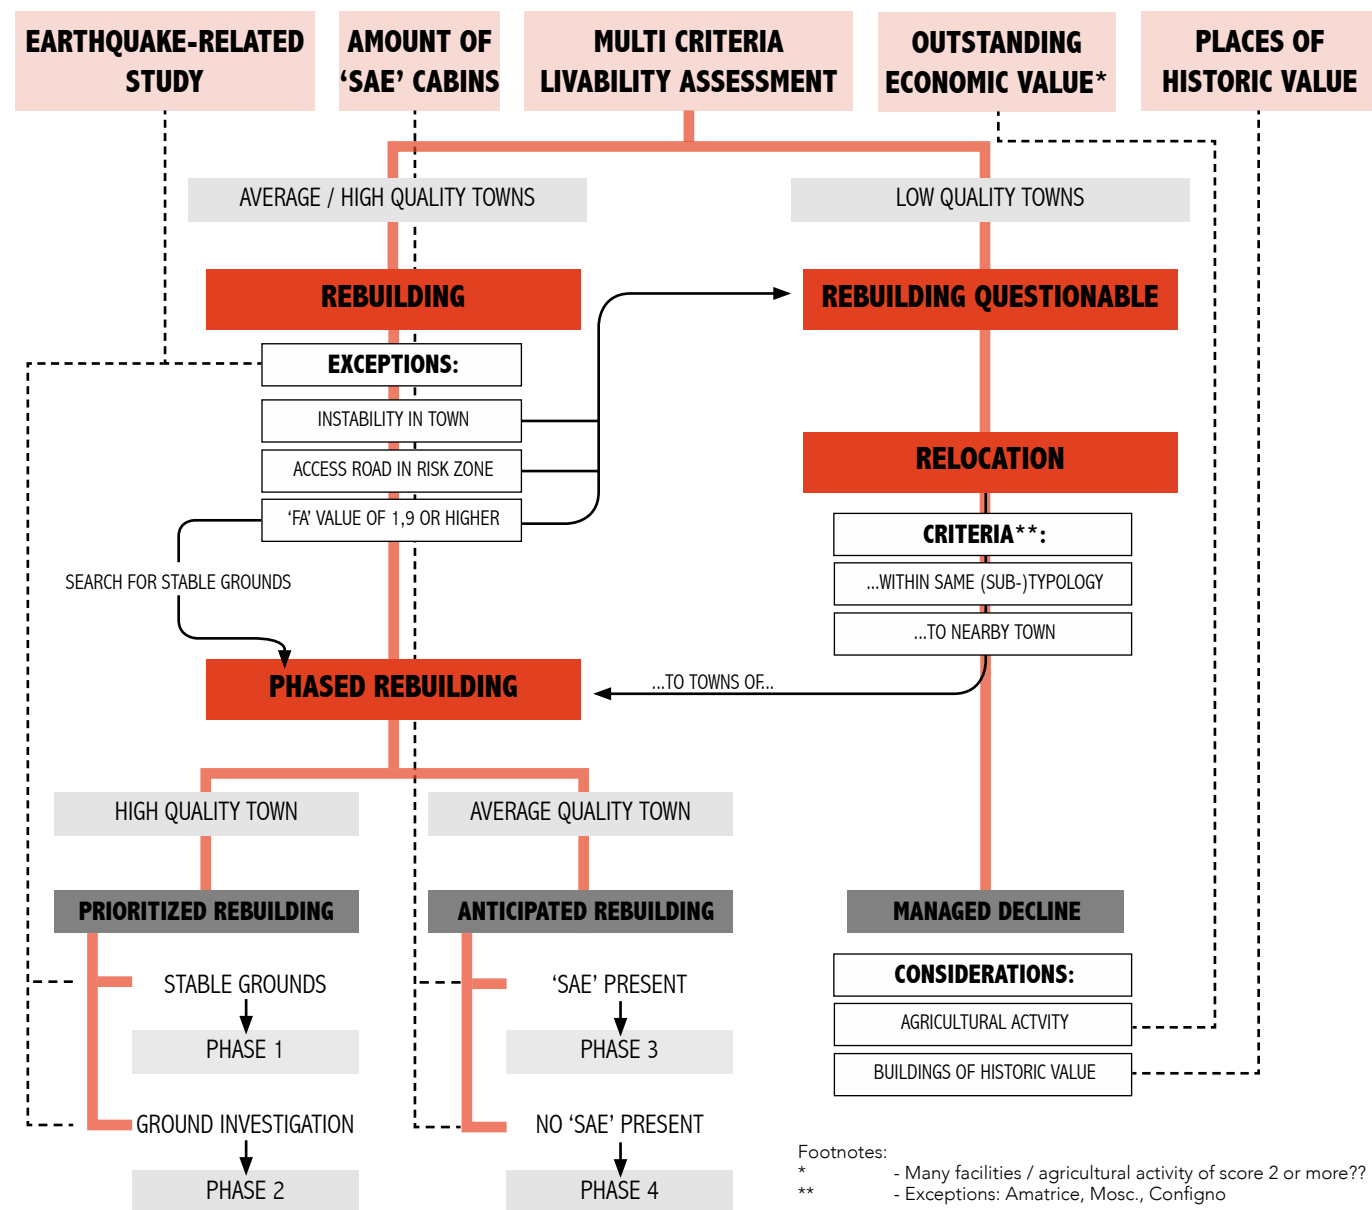 EARTHQUAKE-RELATED
STUDY
AMOUNT OF
‘SAE’ CABINS
MULTI CRITERIA
LIVABILITY ASSESSMENT
OUTSTANDING
ECONOMIC VALUE*
PLACES OF
HISTORIC VALUE
AVERAGE / HIGH QUALITY TOWNS
LOW QUALITY TOWNS
REBUILDING
REBUILDING QUESTIONABLE
EXCEPTIONS:
INSTABILITY IN TOWN
ACCESS ROAD IN RISK ZONE
‘FA’ VALUE OF 1,9 OR HIGHER
SEARCH FOR STABLE GROUNDS
RELOCATION
CRITERIA**:
...WITHIN SAME (SUB-)TYPOLOGY
...TO NEARBY TOWN
PHASED REBUILDING
...TO TOWNS OF...
HIGH QUALITY TOWN
AVERAGE QUALITY TOWN
PRIORITIZED REBUILDING
ANTICIPATED REBUILDING
MANAGED DECLINE
STABLE GROUNDS
PHASE 1
GROUND INVESTIGATION
PHASE 2
‘SAE’ PRESENT
PHASE 3
NO ‘SAE’ PRESENT
PHASE 4
CONSIDERATIONS:
AGRICULTURAL ACTVITY
BUILDINGS OF HISTORIC VALUE
Footnotes:
* - Many facilities / agricultural activity of score 2 or more??
** - Exceptions: Amatrice, Mosc., Configno